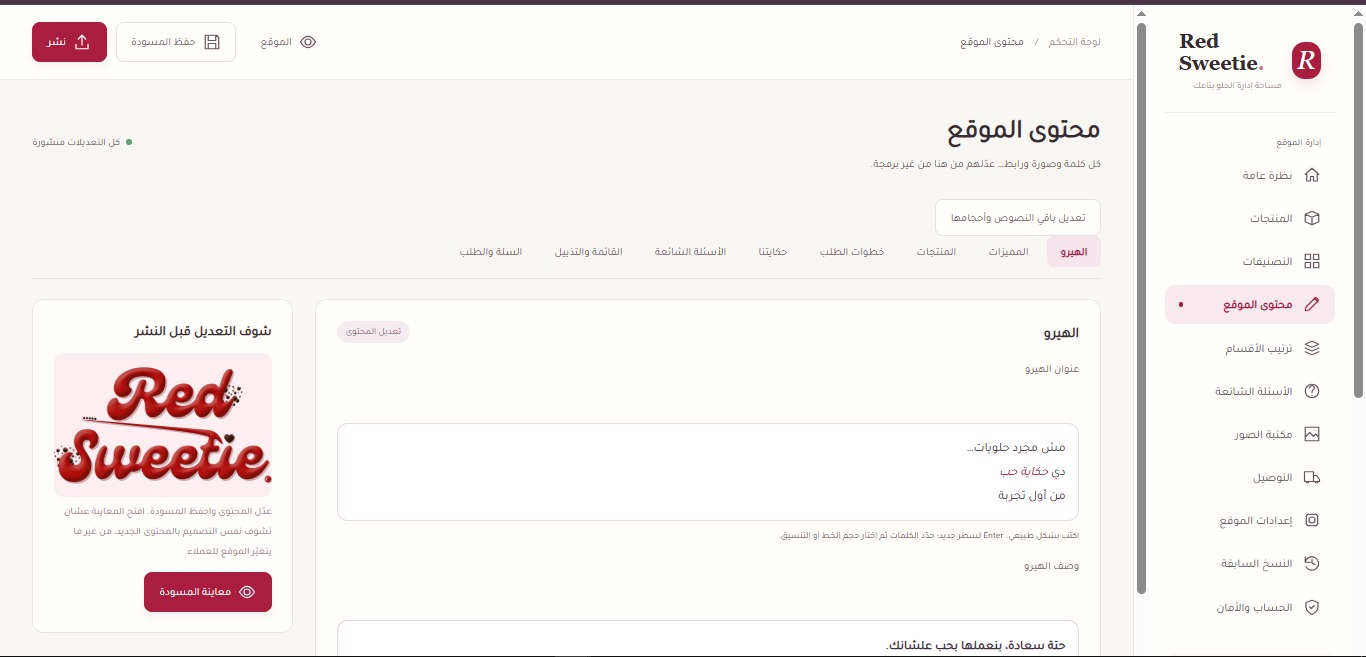 Red
Sweetie.
R
مساحة إدارة الحلو بتاعك
إدارة الموقع
نظرة عامة
المنتجات
التصنيفات
محتوى الموقع
ترتيب الأقسام
الأسئلة الشائعة
مكتبة الصور
التوصيل
إعدادات الموقع
النسخ السابقة
الحساب والأمان
لوحة التحكم / محتوى الموقع
الموقع
حفظ المسودة
نشر
محتوى الموقع
كل كلمة وصورة ورابط... عدّلهم من هنا من غير برمجة.
كل التعديلات منشورة
تعديل باقي النصوص وأحجامها
الهيرو
المميزات
المنتجات
خطوات الطلب
حكايتنا
الأسئلة الشائعة
القائمة والتذييل
السلة والطلب
الهيرو
تعديل المحتوى
عنوان الهيرو
مش مجرد حلويات...
دي حكاية حب
من أول تجربة
اكتب بشكل طبيعي. Enter لسطر جديد؛ حدّد الكلمات ثم اختار حجم الخط أو التنسيق.
وصف الهيرو
حتة سعادة، بنعملها بحب علشانك.
شوف التعديل قبل النشر
Red
Sweetie.
عدّل المحتوى واحفظ المسودة. افتح المعاينة عشان
تشوف نفس التصميم بالمحتوى الجديد، من غير ما
يتغيّر الموقع للعملاء.
معاينة المسودة